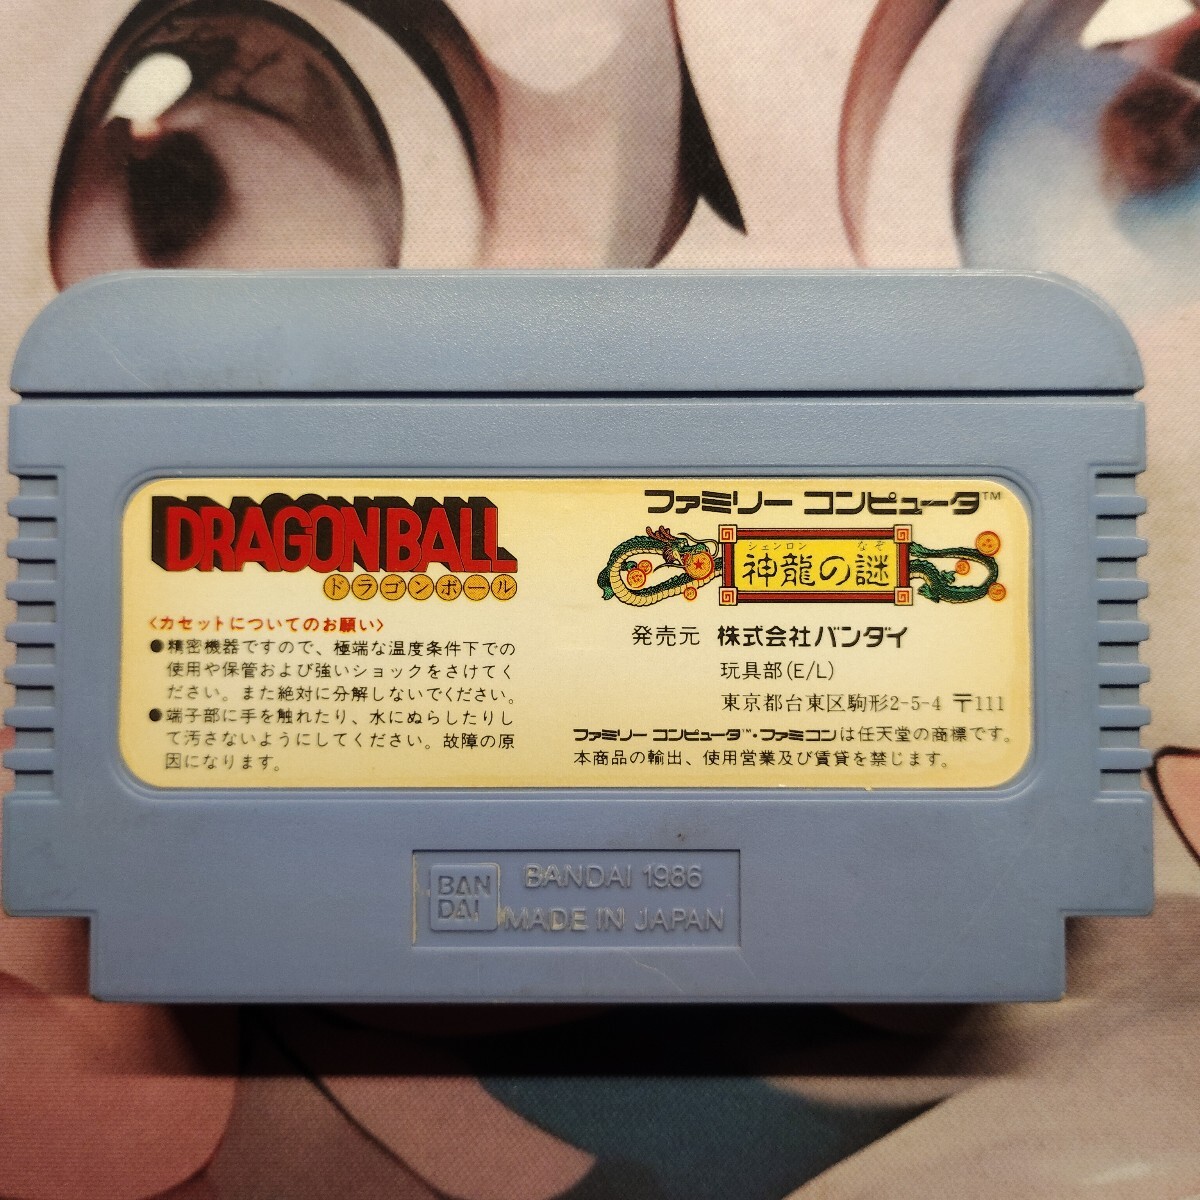 DRAGONBALL
ドラゴンボール
〈カセットについてのお願い〉
●精密機器ですので、極端な温度条件下での
使用や保管および強いショックをさけてく
ださい。また絶対に分解しないでください。
●端子部に手を触れたり、水にぬらしたりし
て汚さないようにしてください。故障の原
因になります。
ファミリー コンピュータ™
シェンロン なぞ
神龍の謎
発売元 株式会社バンダイ
玩具部(E/L)
東京都台東区駒形2-5-4 〒111
ファミリー コンピュータ™・ファミコンは任天堂の商標です。
本商品の輸出、使用営業及び賃貸を禁じます。
BAN
DAI
BANDAI 1986
MADE IN JAPAN